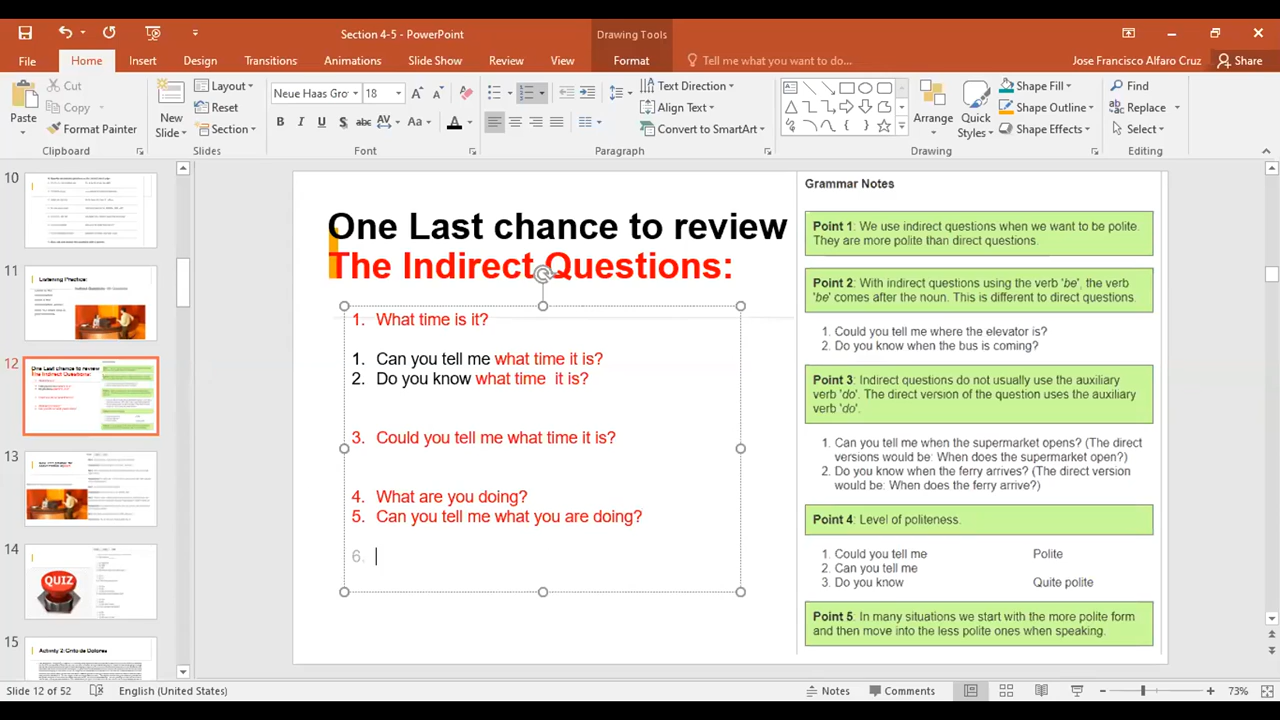 Section 4-5 - PowerPoint
Drawing Tools
File
Home
Insert
Design
Transitions
Animations
Slide Show
Review
View
Format
Tell me what you want to do...
Jose Francisco Alfaro Cruz
Share
Paste
Cut
Copy
Format Painter
Clipboard
New
Slide
Layout
Reset
Section
Slides
Neue Haas Gro
18
B I U S abc AV Aa A
Font
Text Direction
Align Text
Convert to SmartArt
Paragraph
Arrange
Quick
Styles
Shape Fill
Shape Outline
Shape Effects
Drawing
Find
Replace
Select
Editing
10
11
Listening Practice:
12
One Last chance to review
The Indirect Questions:
13
14
QUIZ
15
Activity 2: Grito de Dolores
One Last chance to review
The Indirect Questions:
1. What time is it?
1. Can you tell me what time it is?
2. Do you know what time it is?
3. Could you tell me what time it is?
4. What are you doing?
5. Can you tell me what you are doing?
6.
Grammar Notes
Point 1: We use indirect questions when we want to be polite.
They are more polite than direct questions.
Point 2: With indirect questions using the verb 'be', the verb
'be' comes after the noun. This is different to direct questions.
1. Could you tell me where the elevator is?
2. Do you know when the bus is coming?
Point 3: Indirect questions do not usually use the auxiliary
verb 'do'. The direct version of the question uses the auxiliary
verb 'do'.
1. Can you tell me when the supermarket opens? (The direct
versions would be: When does the supermarket open?)
2. Do you know when the ferry arrives? (The direct version
would be: When does the ferry arrive?)
Point 4: Level of politeness.
1. Could you tell me Polite
2. Can you tell me
3. Do you know Quite polite
Point 5: In many situations we start with the more polite form
and then move into the less polite ones when speaking.
Slide 12 of 52
English (United States)
Notes
Comments
73%